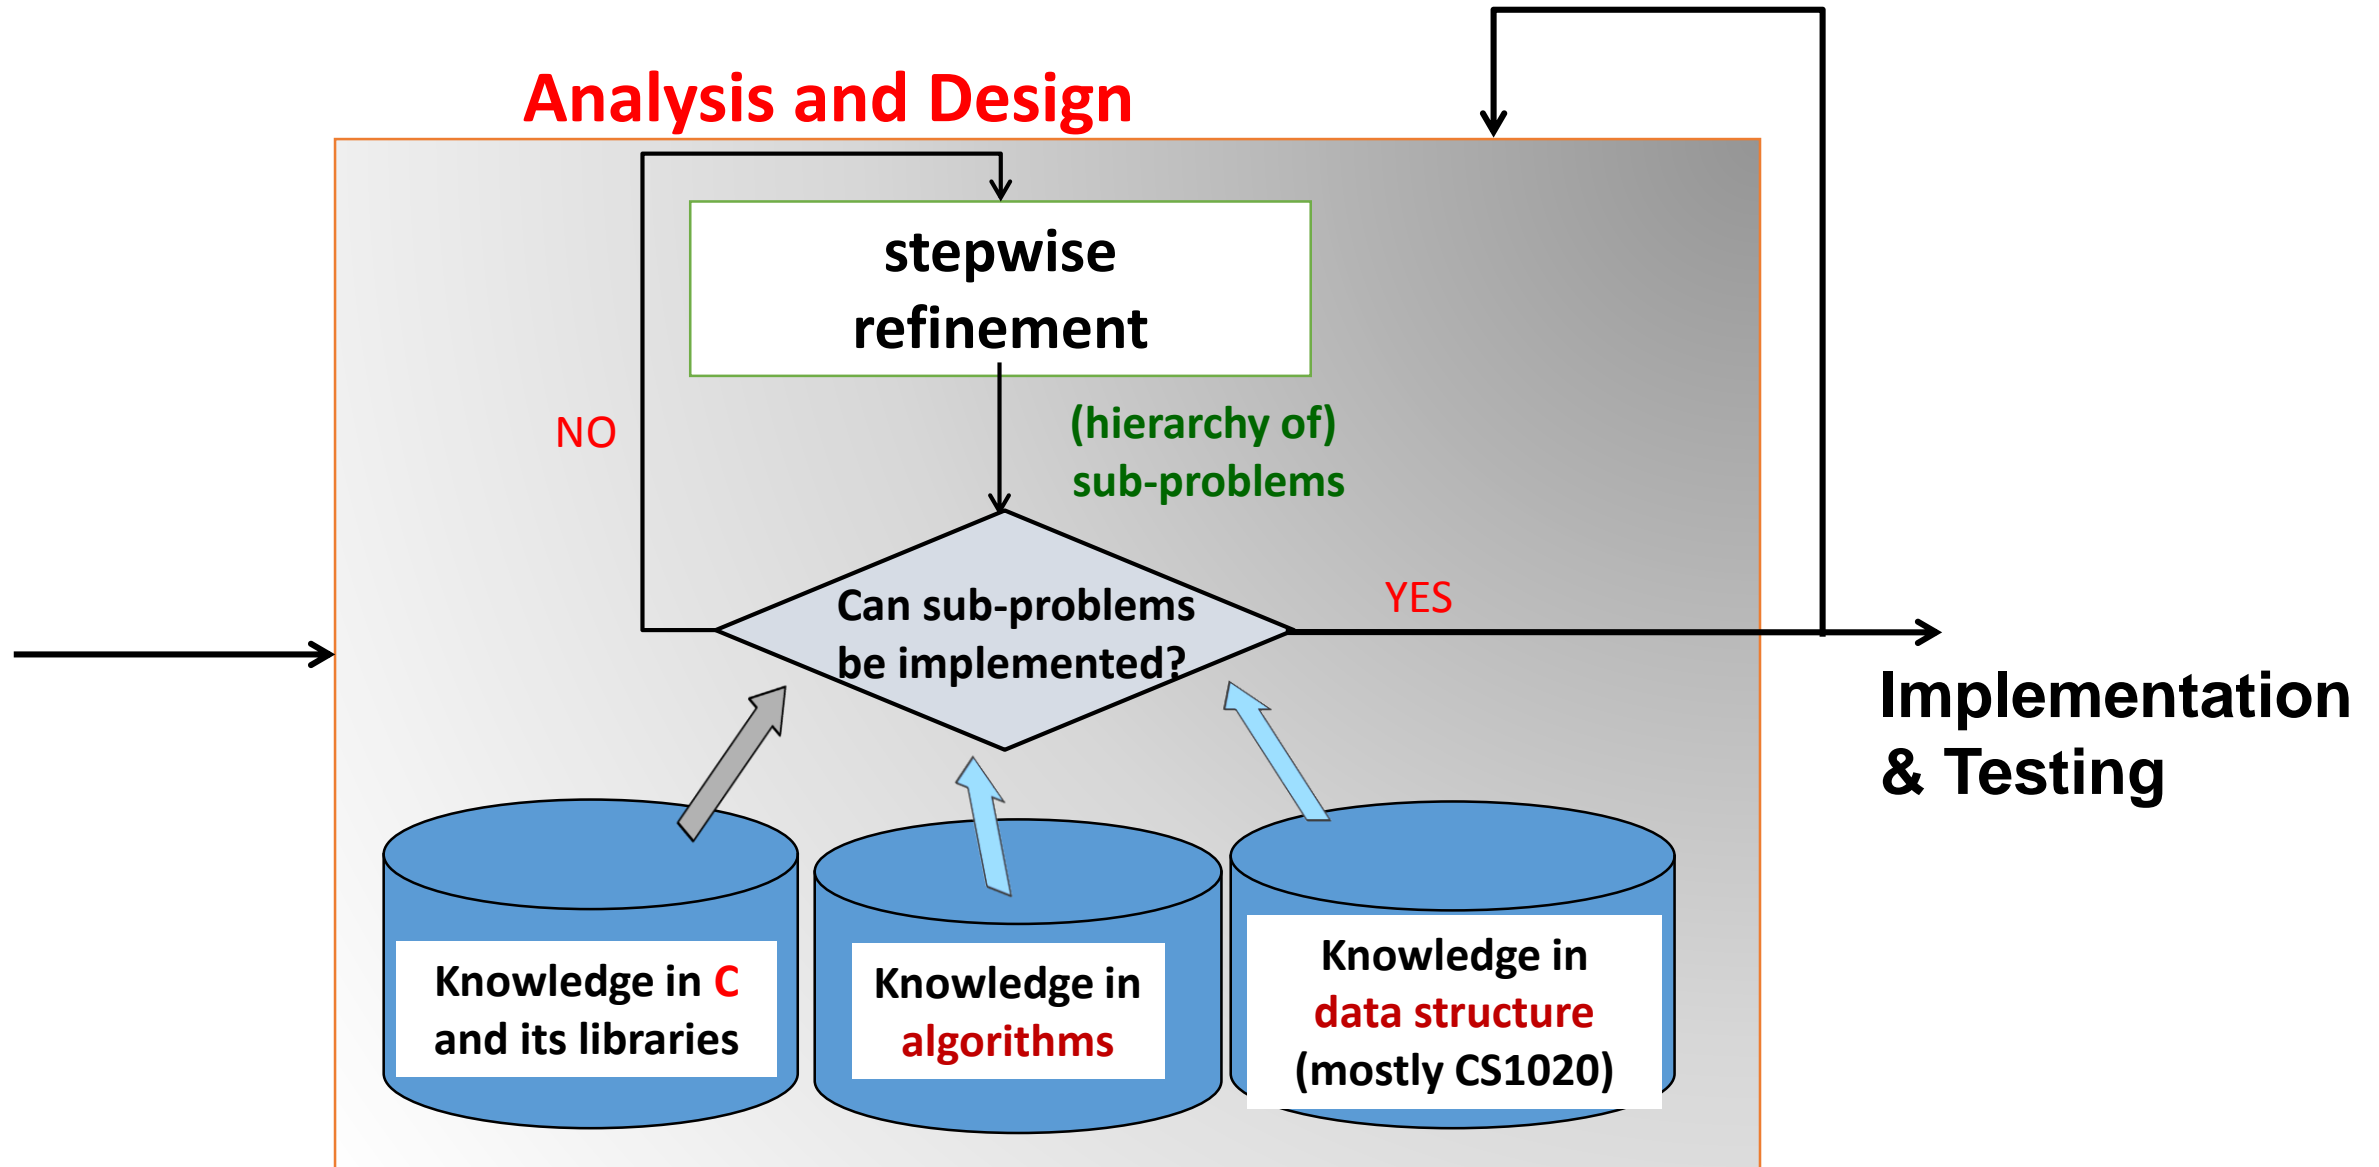 Analysis and Design
stepwise
refinement
NO
(hierarchy of)
sub-problems
Can sub-problems
be implemented?
YES
Implementation
& Testing
Knowledge in C
and its libraries
Knowledge in
algorithms
Knowledge in
data structure
(mostly CS1020)